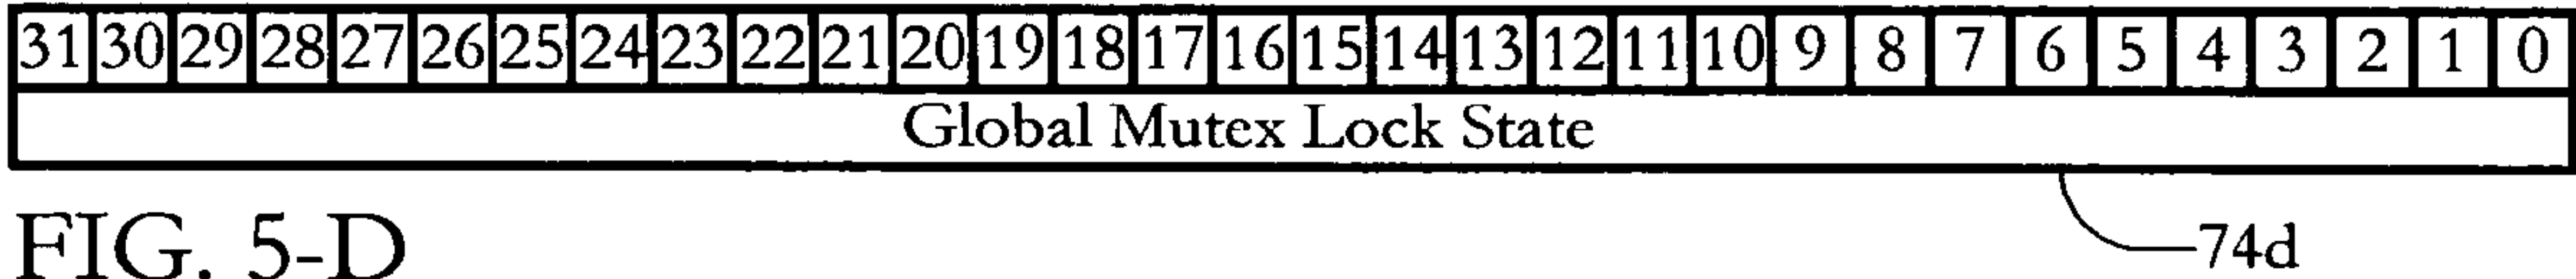 31 30 29 28 27 26 25 24 23 22 21 20 19 18 17 16 15 14 13 12 11 10 9 8 7 6 5 4 3 2 1 0
Global Mutex Lock State
74d
FIG. 5-D